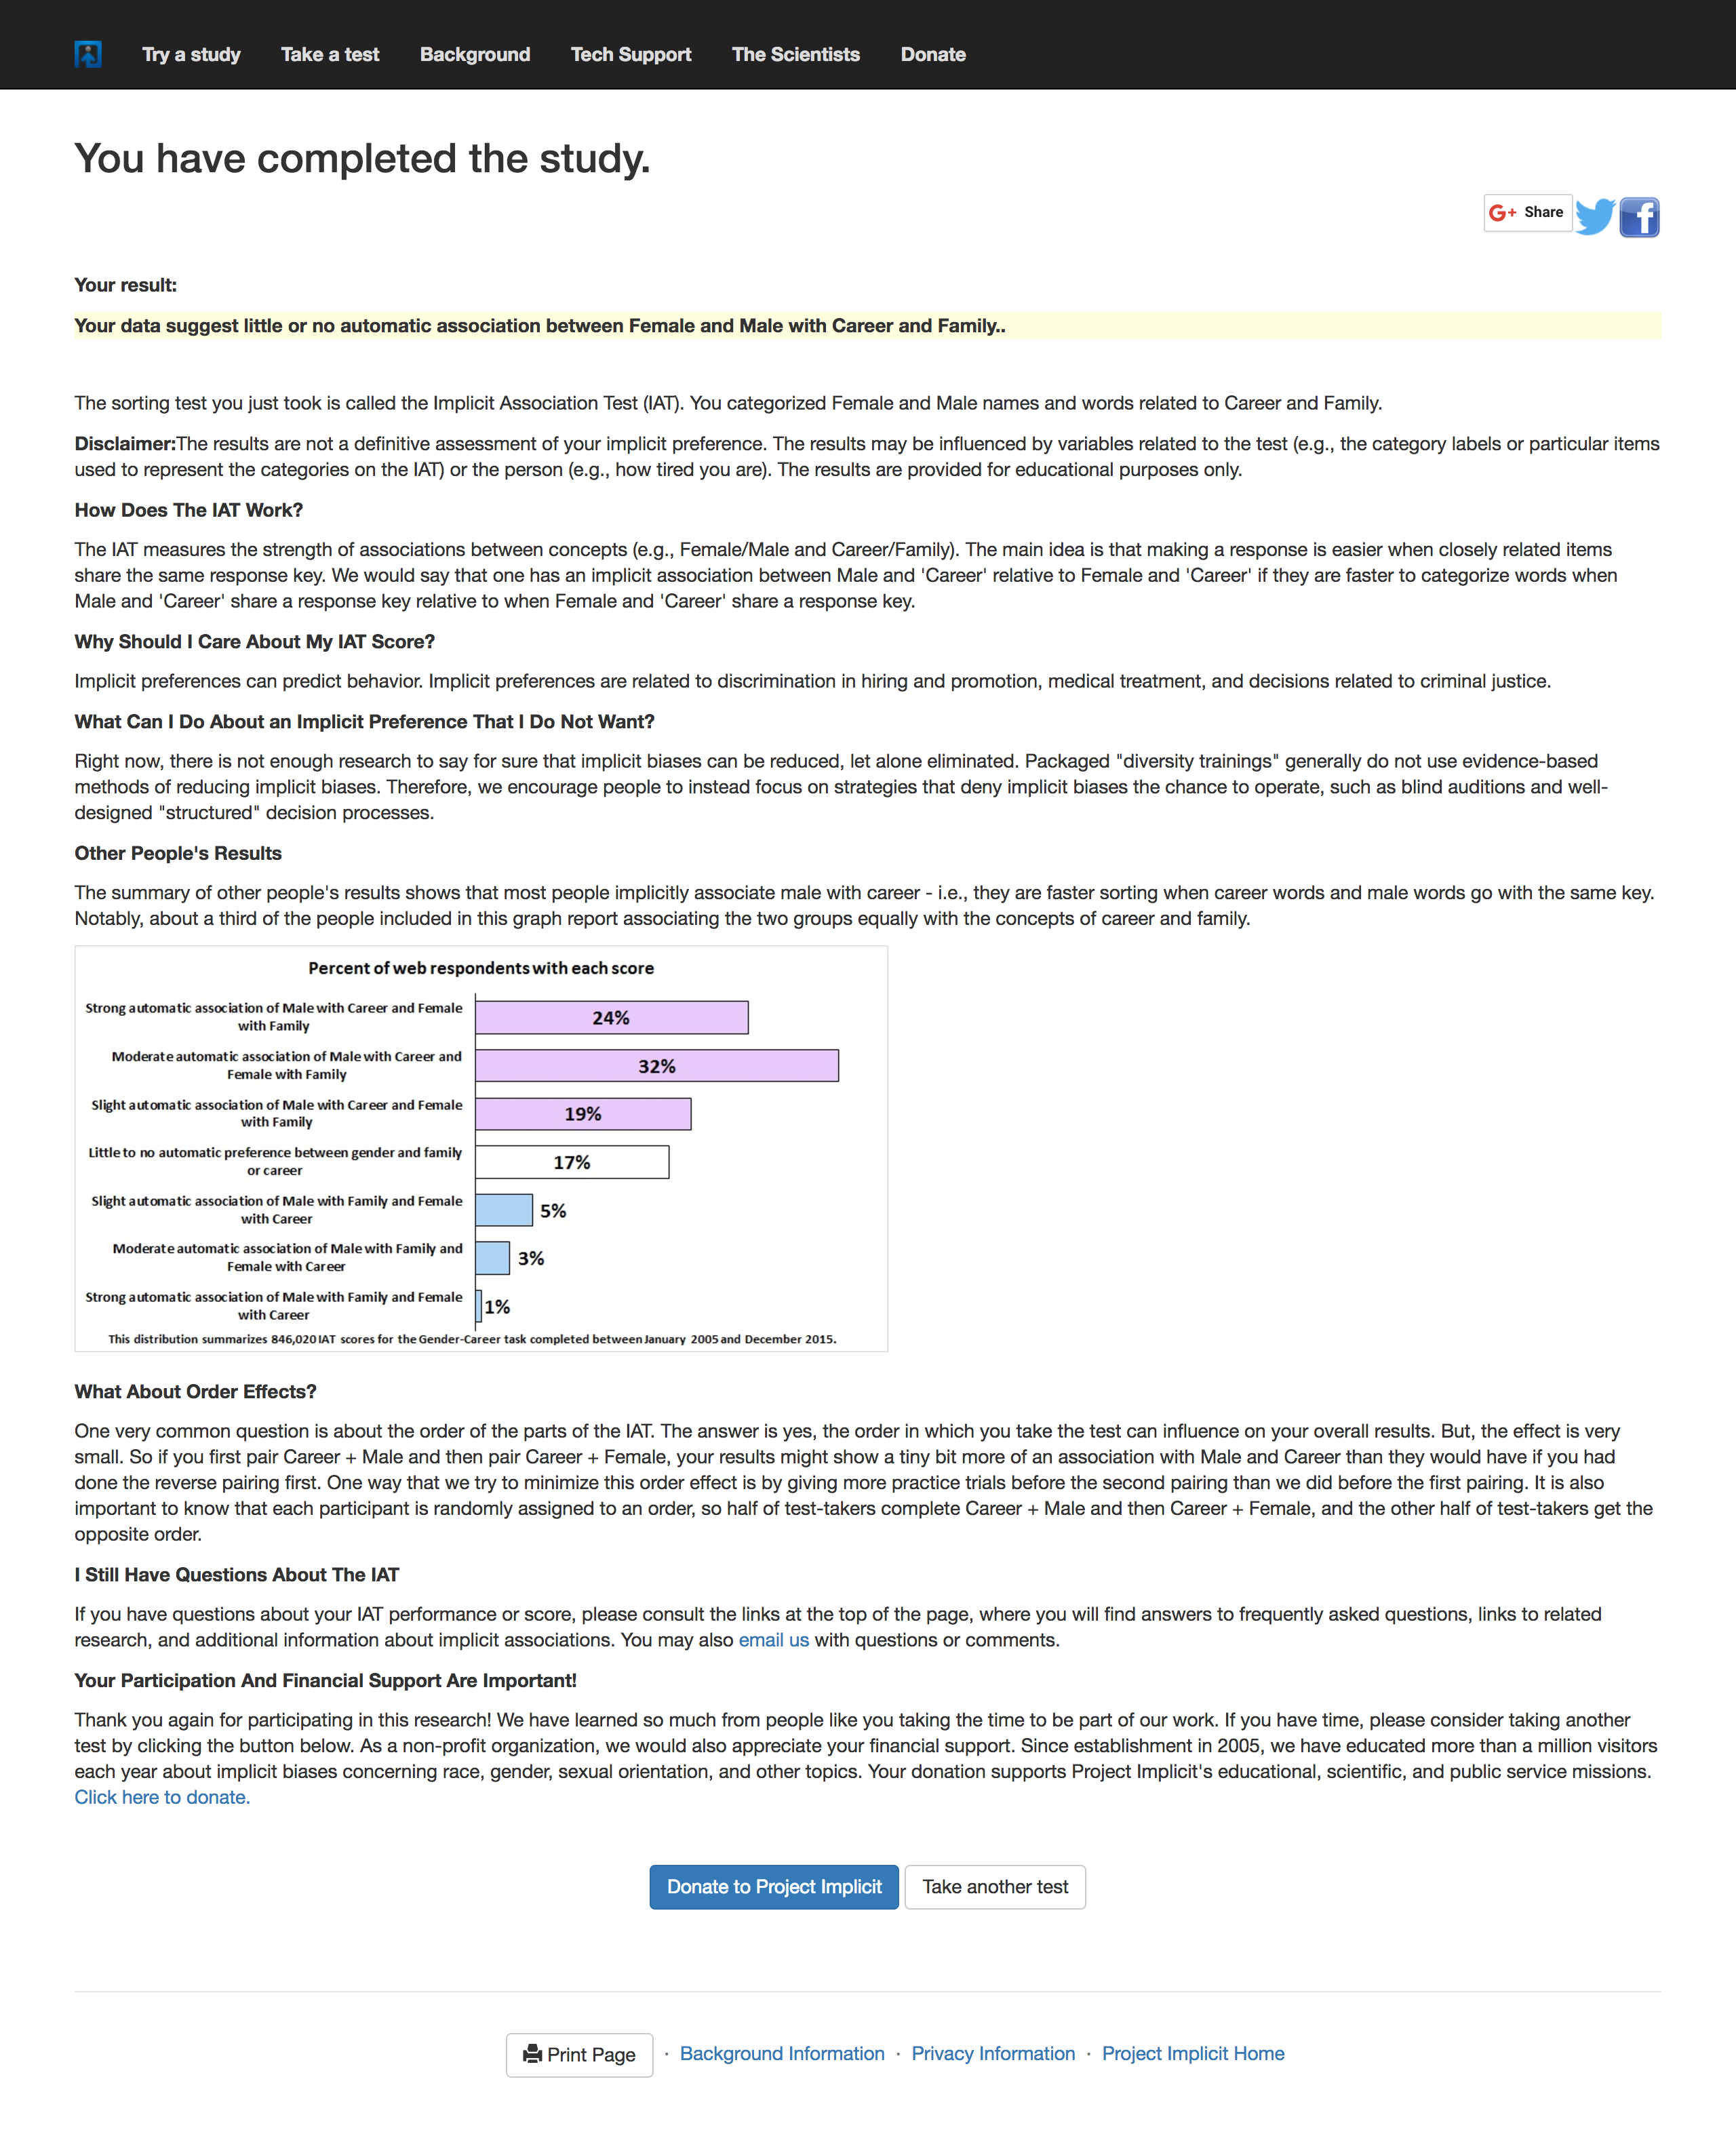 Try a study Take a test Background Tech Support The Scientists Donate
You have completed the study.
G+ Share
Your result:
Your data suggest little or no automatic association between Female and Male with Career and Family..
The sorting test you just took is called the Implicit Association Test (IAT). You categorized Female and Male names and words related to Career and Family.
Disclaimer:The results are not a definitive assessment of your implicit preference. The results may be influenced by variables related to the test (e.g., the category labels or particular items
used to represent the categories on the IAT) or the person (e.g., how tired you are). The results are provided for educational purposes only.
How Does The IAT Work?
The IAT measures the strength of associations between concepts (e.g., Female/Male and Career/Family). The main idea is that making a response is easier when closely related items
share the same response key. We would say that one has an implicit association between Male and 'Career' relative to Female and 'Career' if they are faster to categorize words when
Male and 'Career' share a response key relative to when Female and 'Career' share a response key.
Why Should I Care About My IAT Score?
Implicit preferences can predict behavior. Implicit preferences are related to discrimination in hiring and promotion, medical treatment, and decisions related to criminal justice.
What Can I Do About an Implicit Preference That I Do Not Want?
Right now, there is not enough research to say for sure that implicit biases can be reduced, let alone eliminated. Packaged "diversity trainings" generally do not use evidence-based
methods of reducing implicit biases. Therefore, we encourage people to instead focus on strategies that deny implicit biases the chance to operate, such as blind auditions and well-
designed "structured" decision processes.
Other People's Results
The summary of other people's results shows that most people implicitly associate male with career - i.e., they are faster sorting when career words and male words go with the same key.
Notably, about a third of the people included in this graph report associating the two groups equally with the concepts of career and family.
Percent of web respondents with each score
Strong automatic association of Male with Career and Female
with Family
24%
Moderate automatic association of Male with Career and
Female with Family
32%
Slight automatic association of Male with Career and Female
with Family
19%
Little to no automatic preference between gender and family
or career
17%
Slight automatic association of Male with Family and Female
with Career
5%
Moderate automatic association of Male with Family and
Female with Career
3%
Strong automatic association of Male with Family and Female
with Career
1%
This distribution summarizes 846,020 IAT scores for the Gender-Career task completed between January 2005 and December 2015.
What About Order Effects?
One very common question is about the order of the parts of the IAT. The answer is yes, the order in which you take the test can influence on your overall results. But, the effect is very
small. So if you first pair Career + Male and then pair Career + Female, your results might show a tiny bit more of an association with Male and Career than they would have if you had
done the reverse pairing first. One way that we try to minimize this order effect is by giving more practice trials before the second pairing than we did before the first pairing. It is also
important to know that each participant is randomly assigned to an order, so half of test-takers complete Career + Male and then Career + Female, and the other half of test-takers get the
opposite order.
I Still Have Questions About The IAT
If you have questions about your IAT performance or score, please consult the links at the top of the page, where you will find answers to frequently asked questions, links to related
research, and additional information about implicit associations. You may also email us with questions or comments.
Your Participation And Financial Support Are Important!
Thank you again for participating in this research! We have learned so much from people like you taking the time to be part of our work. If you have time, please consider taking another
test by clicking the button below. As a non-profit organization, we would also appreciate your financial support. Since establishment in 2005, we have educated more than a million visitors
each year about implicit biases concerning race, gender, sexual orientation, and other topics. Your donation supports Project Implicit's educational, scientific, and public service missions.
Click here to donate.
Donate to Project Implicit Take another test
Print Page · Background Information · Privacy Information · Project Implicit Home